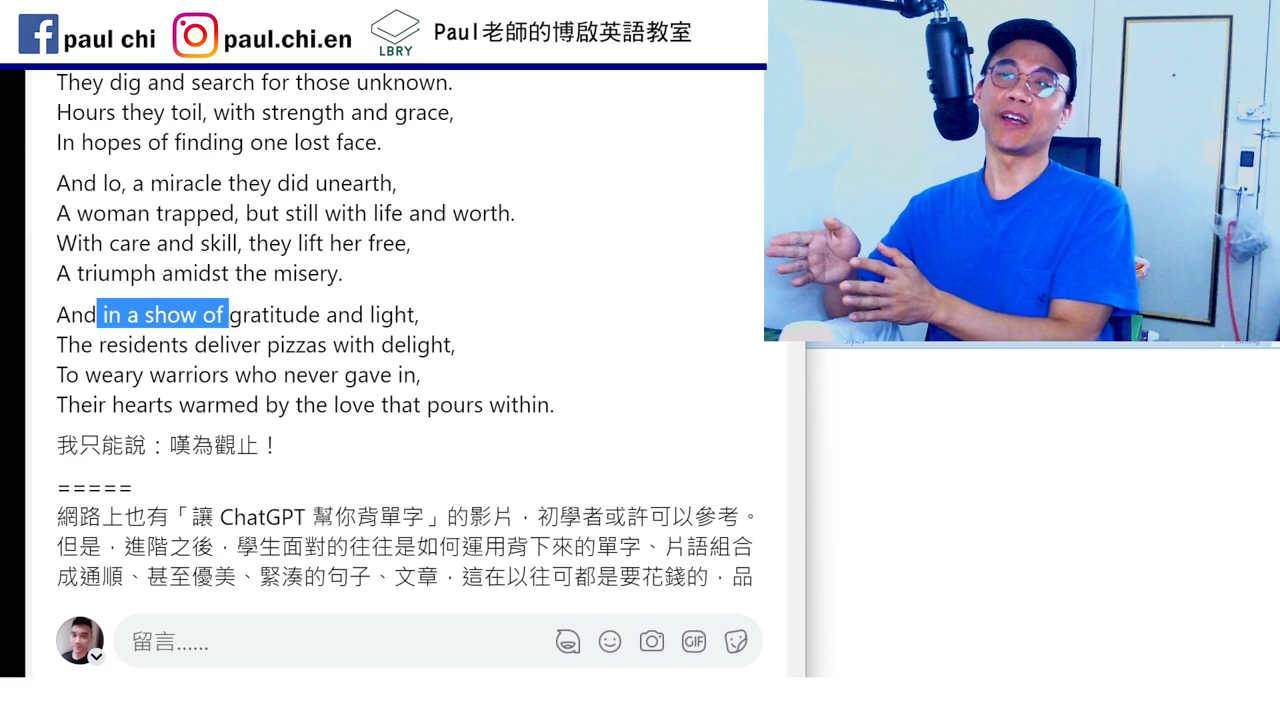 paul chi
paul.chi.en
LBRY
Paul老師的博啟英語教室
They dig and search for those unknown.
Hours they toil, with strength and grace,
In hopes of finding one lost face.
And lo, a miracle they did unearth,
A woman trapped, but still with life and worth.
With care and skill, they lift her free,
A triumph amidst the misery.
And in a show of gratitude and light,
The residents deliver pizzas with delight,
To weary warriors who never gave in,
Their hearts warmed by the love that pours within.
我只能說：嘆為觀止！
=====
網路上也有「讓 ChatGPT 幫你背單字」的影片，初學者或許可以參考。
但是，進階之後，學生面對的往往是如何運用背下來的單字、片語組合
成通順、甚至優美、緊湊的句子、文章，這在以往可都是要花錢的，品
留言......
GIF